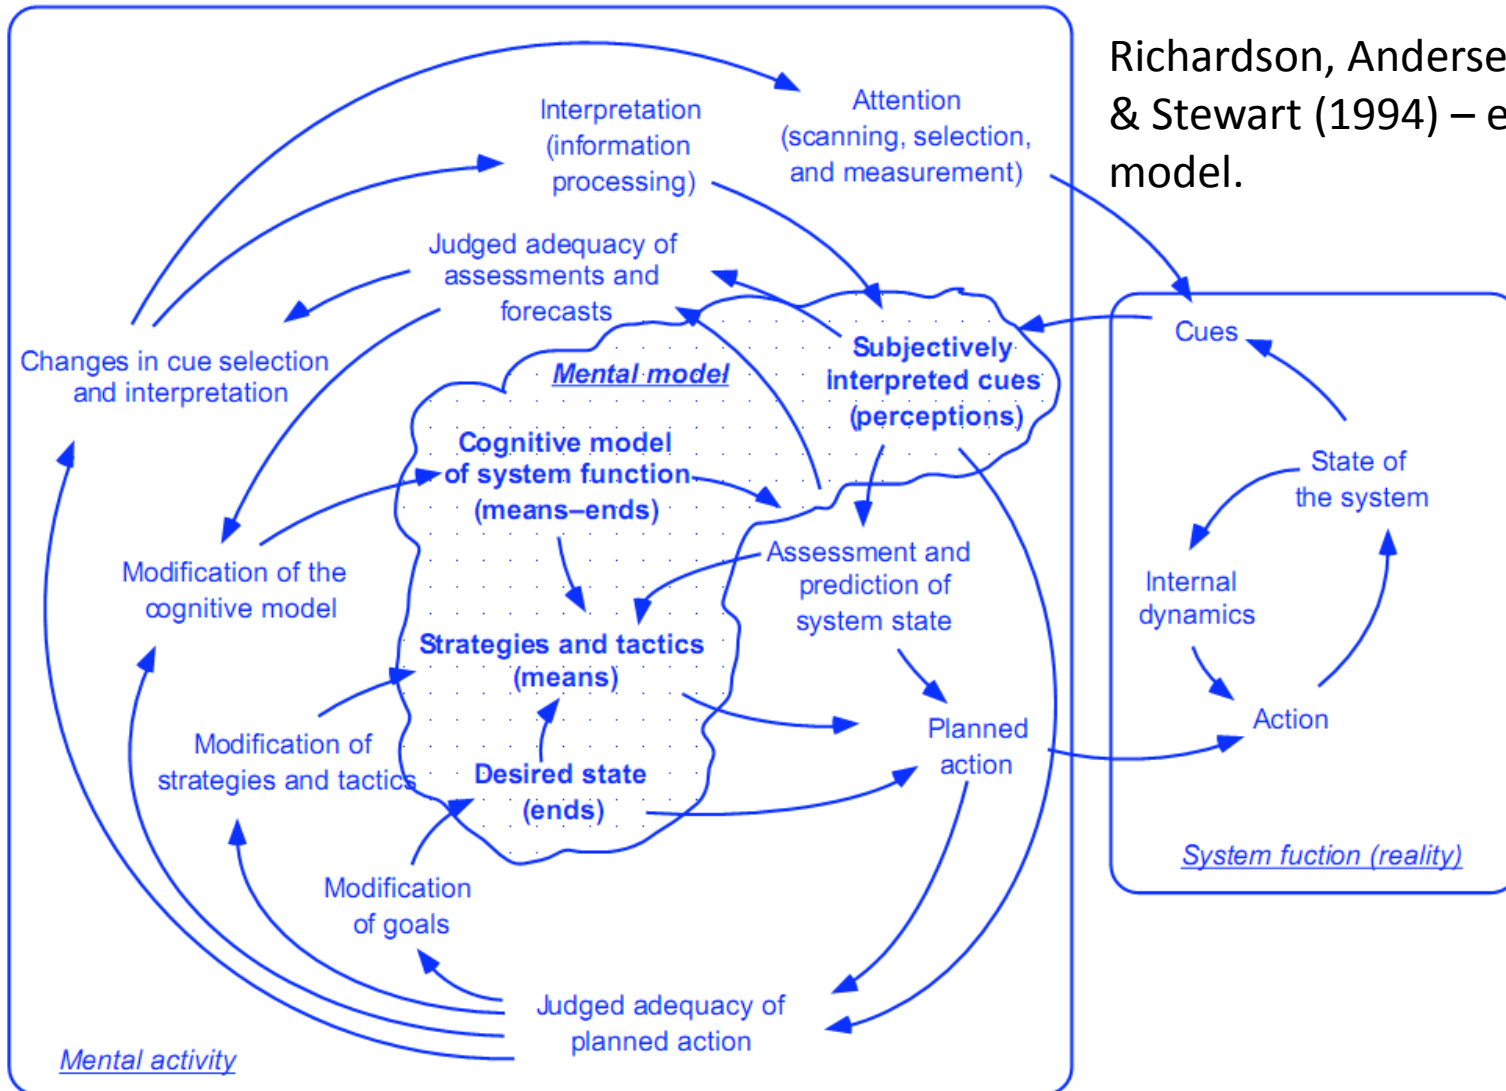 Richardson, Anderse
& Stewart (1994) – e
model.
Interpretation
(information
processing)
Attention
(scanning, selection,
and measurement)
Judged adequacy of
assessments and
forecasts
Changes in cue selection
and interpretation
Mental model
Subjectively
interpreted cues
(perceptions)
Cues
Cognitive model
of system function
(means–ends)
State of
the system
Modification of the
cognitive model
Assessment and
prediction of
system state
Internal
dynamics
Strategies and tactics
(means)
Modification of
strategies and tactics
Desired state
(ends)
Planned
action
Action
System fuction (reality)
Modification
of goals
Judged adequacy of
planned action
Mental activity